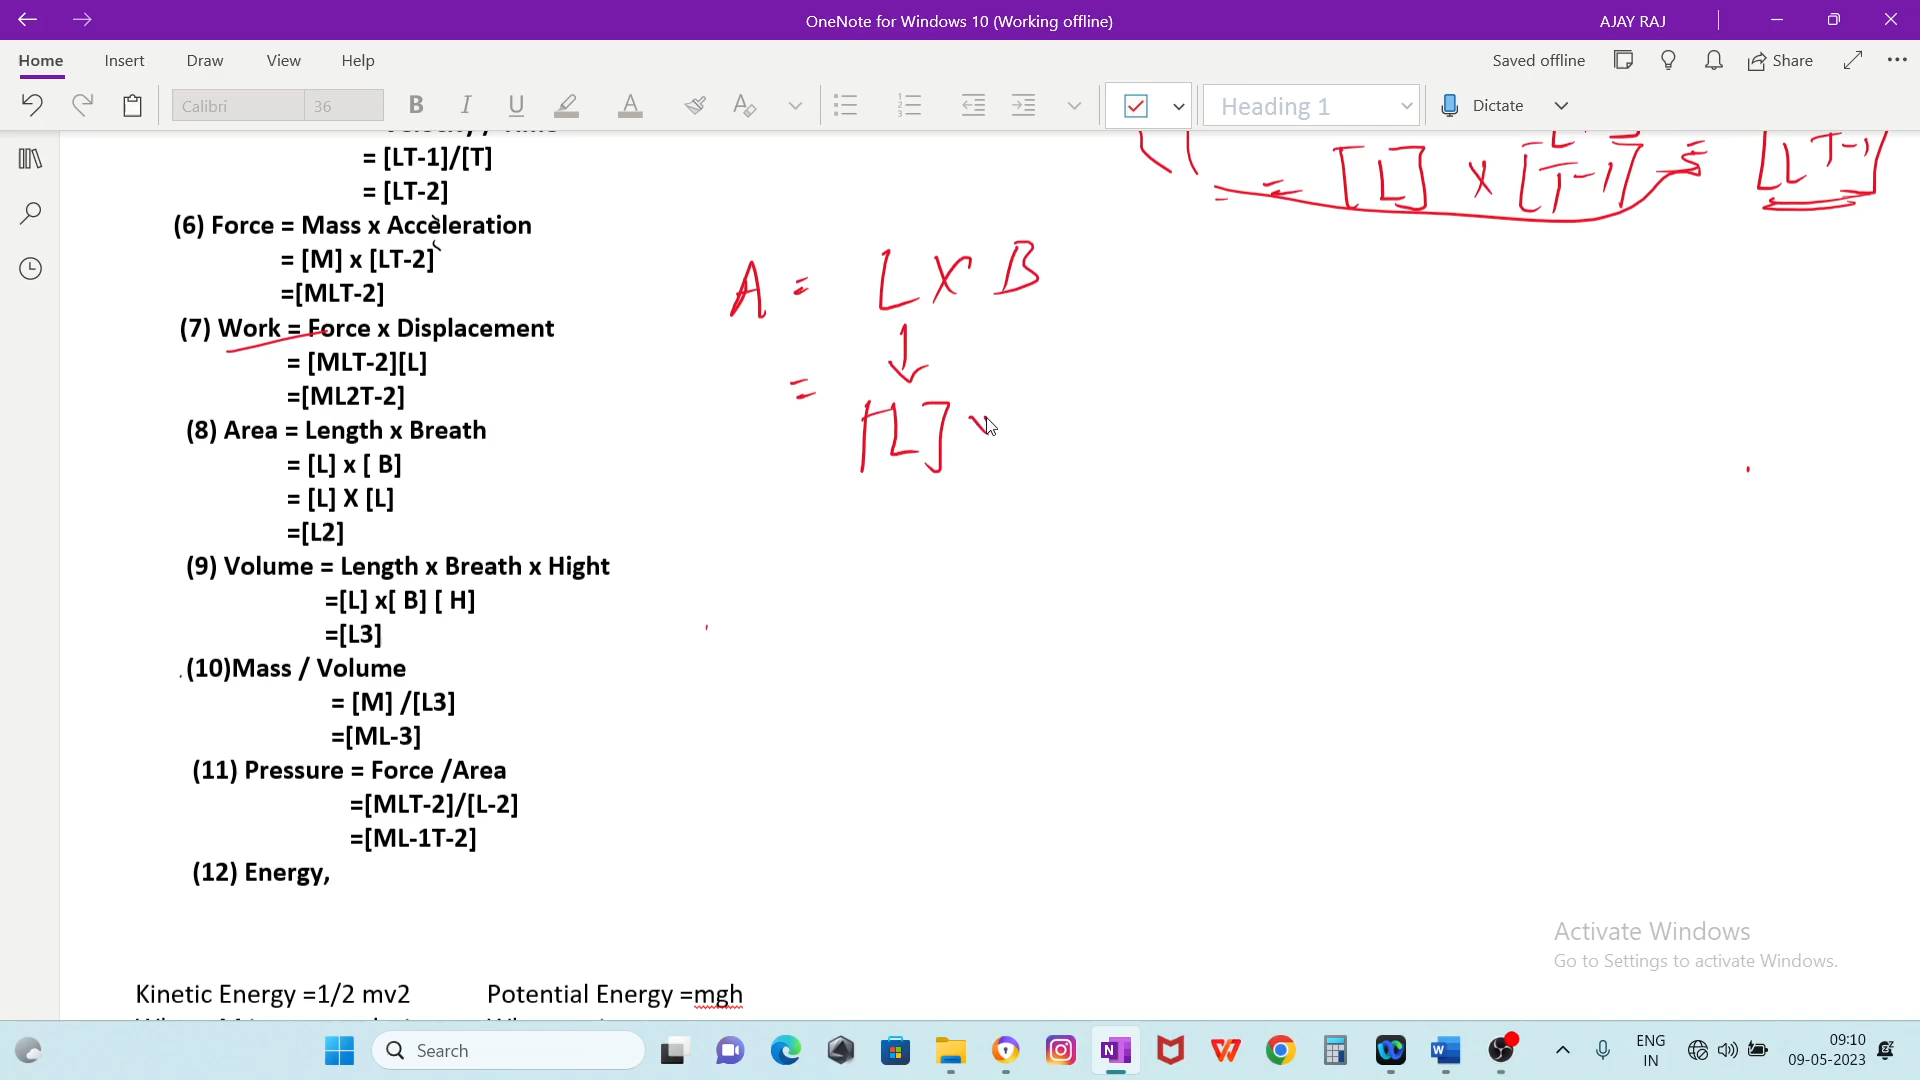 OneNote for Windows 10 (Working offline)
AJAY RAJ
Home Insert Draw View Help
Saved offline
Share
Calibri 36
B I U A
Heading 1
Dictate
= [LT-1]/[T]
= [LT-2]
(6) Force = Mass x Acceleration
= [M] x [LT-2]
=[MLT-2]
(7) Work = Force x Displacement
= [MLT-2][L]
=[ML2T-2]
(8) Area = Length x Breath
= [L] x [ B]
= [L] X [L]
=[L2]
(9) Volume = Length x Breath x Hight
=[L] x[ B] [ H]
=[L3]
(10)Mass / Volume
= [M] /[L3]
=[ML-3]
(11) Pressure = Force /Area
=[MLT-2]/[L-2]
=[ML-1T-2]
(12) Energy,
Kinetic Energy =1/2 mv2 Potential Energy =mgh
= [L] x [T-1] = [LT-1]
A = L X B
= [L]
Activate Windows
Go to Settings to activate Windows.
Search
ENG
IN
09:10
09-05-2023